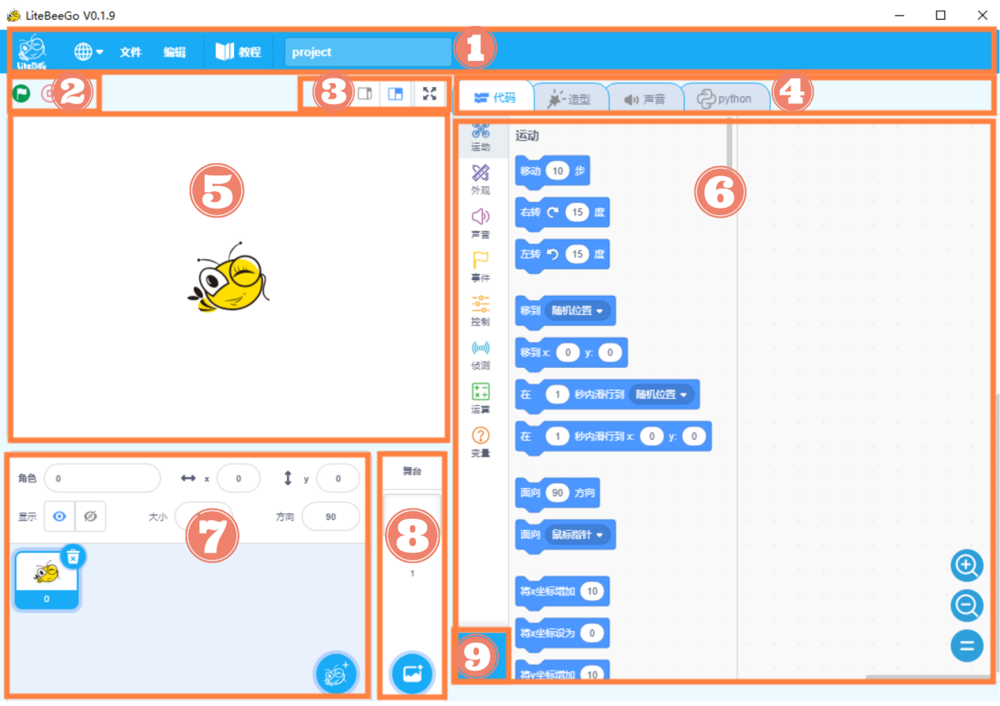 LiteBeeGo V0.1.9
LiteBee
文件 编辑 教程 project
1
2
3
4
代码 造型 声音 python
5
6
运动
外观
声音
事件
控制
侦测
运算
变量
运动
移动 10 步
右转 15 度
左转 15 度
移到 随机位置
移到 x: 0 y: 0
在 1 秒内滑行到 随机位置
在 1 秒内滑行到 x: 0 y: 0
面向 90 方向
面向 鼠标指针
将x坐标增加 10
将x坐标设为 0
将y坐标增加 10
角色 0 x 0 y 0
显示 大小 方向 90
7
0
舞台
8
1
9